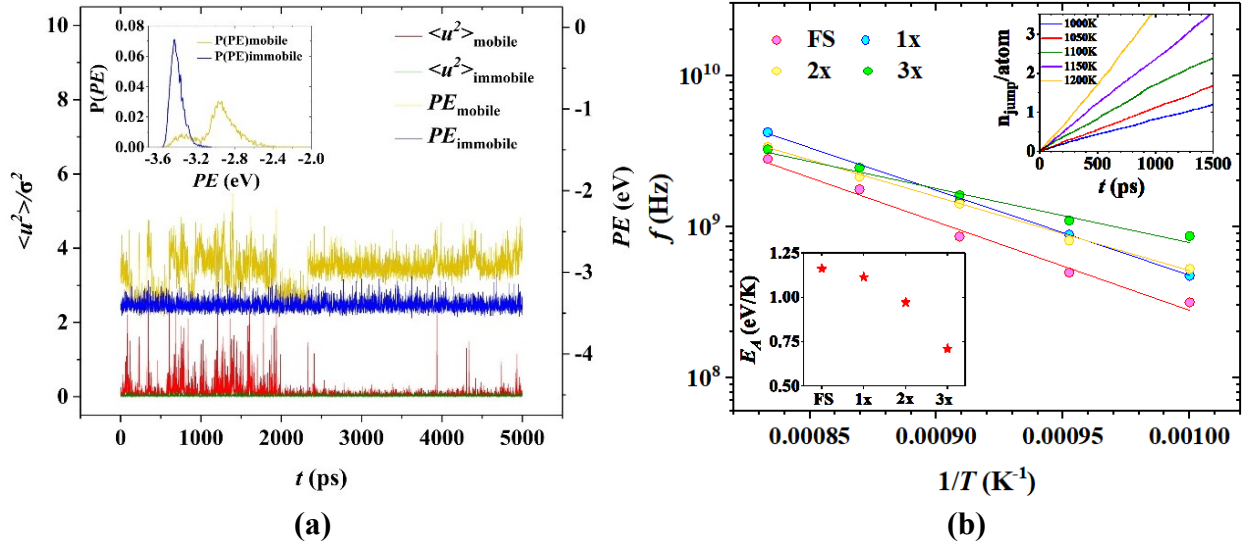 10
8
6
4
2
0
<u²>/σ²
0
-1
-2
-3
-4
PE (eV)
0 1000 2000 3000 4000 5000
t (ps)
<u²>mobile
<u²>immobile
PEmobile
PEimmobile
0.08
0.06
0.04
0.02
0.00
P(PE)
P(PE)mobile
P(PE)immobile
-3.6 -3.2 -2.8 -2.4 -2.0
PE (eV)
(a)
FS 1x
2x 3x
10¹⁰
10⁹
10⁸
f (Hz)
0.00085 0.00090 0.00095 0.00100
1/T (K⁻¹)
3
2
1
0
njump/atom
1000K
1050K
1100K
1150K
1200K
0 500 1000 1500
t (ps)
1.25
1.00
0.75
0.50
E_A (eV/K)
FS 1x 2x 3x
(b)